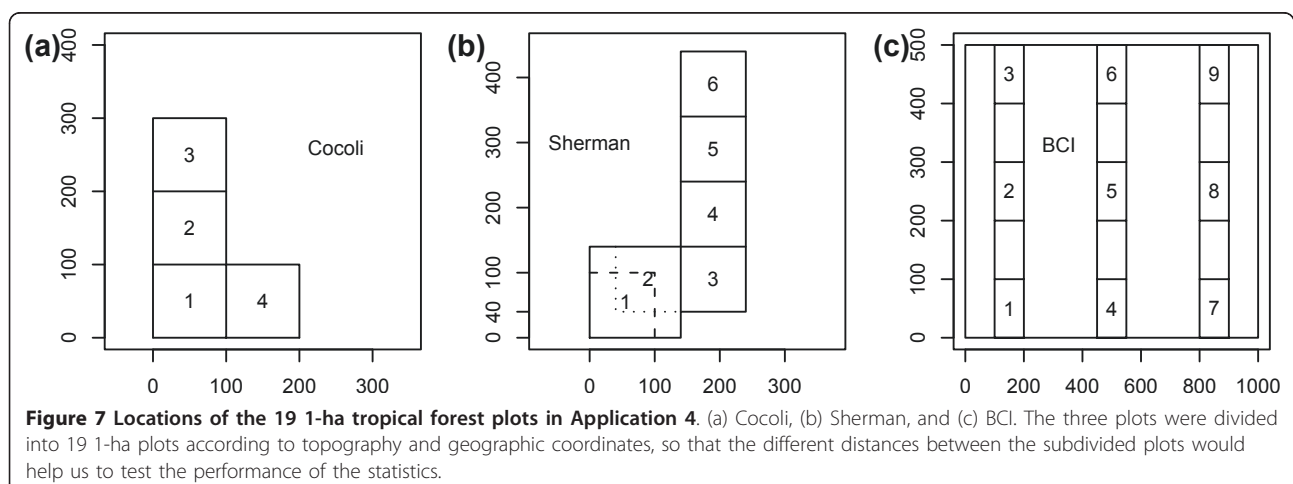 (a)
400
300
200
100
0
3
2
1
4
Cocoli
0 100 200 300
(b)
400
300
200
100
40
0
Sherman
6
5
4
3
2
1
0 100 200 300
(c)
500
400
300
200
100
0
3 6 9
BCI
2 5 8
1 4 7
0 200 400 600 800 1000
Figure 7 Locations of the 19 1-ha tropical forest plots in Application 4. (a) Cocoli, (b) Sherman, and (c) BCI. The three plots were divided
into 19 1-ha plots according to topography and geographic coordinates, so that the different distances between the subdivided plots would
help us to test the performance of the statistics.